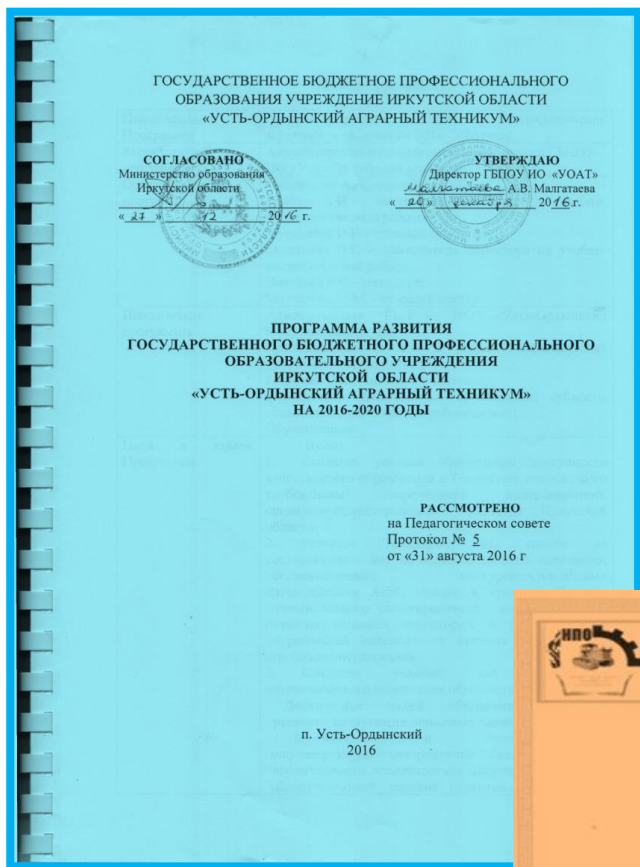 ГОСУДАРСТВЕННОЕ БЮДЖЕТНОЕ ПРОФЕССИОНАЛЬНОГО
ОБРАЗОВАНИЯ УЧРЕЖДЕНИЕ ИРКУТСКОЙ ОБЛАСТИ
«УСТЬ-ОРДЫНСКИЙ АГРАРНЫЙ ТЕХНИКУМ»
СОГЛАСОВАНО
Министерство образования
Иркутской области
« 27 » 12 2016 г.
УТВЕРЖДАЮ
Директор ГБПОУ ИО «УОАТ»
Малгатаева А.В. Малгатаева
« 20 » декабря 2016.г
ПРОГРАММА РАЗВИТИЯ
ГОСУДАРСТВЕННОГО БЮДЖЕТНОГО ПРОФЕССИОНАЛЬНОГО
ОБРАЗОВАТЕЛЬНОГО УЧРЕЖДЕНИЯ
ИРКУТСКОЙ ОБЛАСТИ
«УСТЬ-ОРДЫНСКИЙ АГРАРНЫЙ ТЕХНИКУМ»
НА 2016-2020 ГОДЫ
РАССМОТРЕНО
на Педагогическом совете
Протокол № 5
от «31» августа 2016 г
п. Усть-Ордынский
2016
НПО